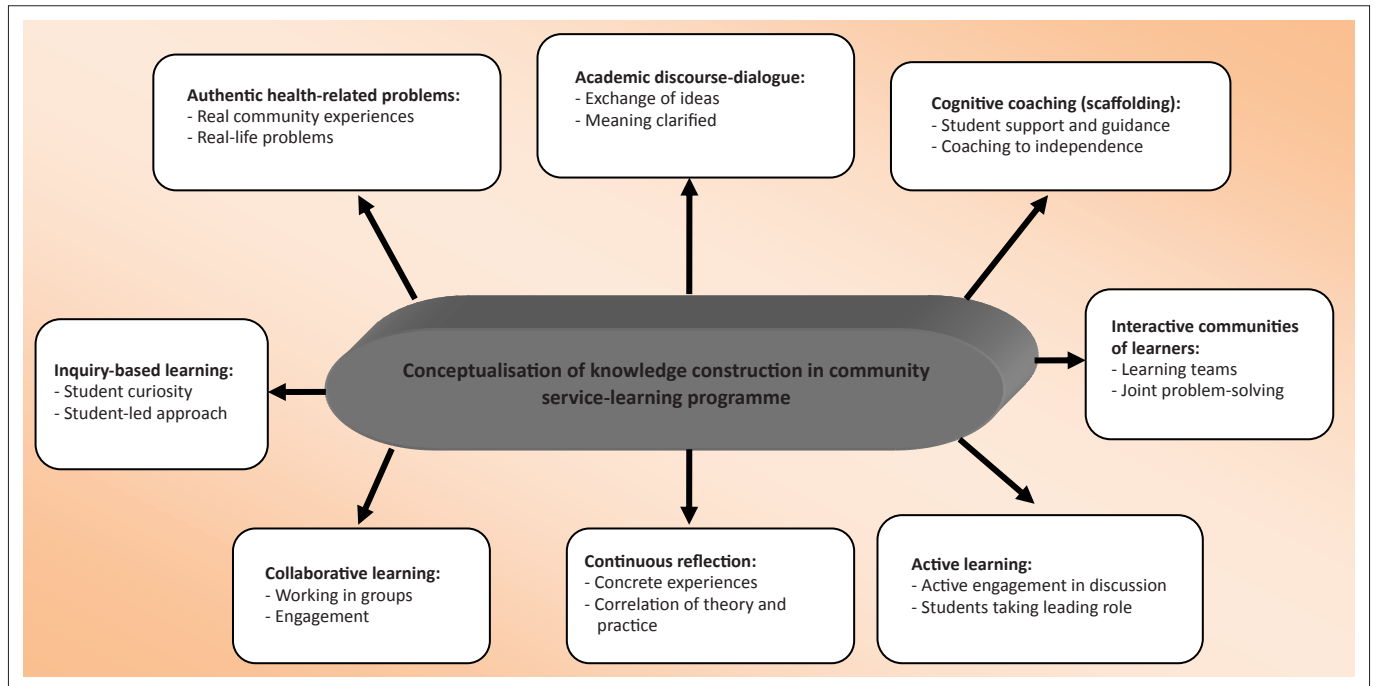 Authentic health-related problems:
- Real community experiences
- Real-life problems
Academic discourse-dialogue:
- Exchange of ideas
- Meaning clarified
Cognitive coaching (scaffolding):
- Student support and guidance
- Coaching to independence
Inquiry-based learning:
- Student curiosity
- Student-led approach
Conceptualisation of knowledge construction in community
service-learning programme
Interactive communities
of learners:
- Learning teams
- Joint problem-solving
Collaborative learning:
- Working in groups
- Engagement
Continuous reflection:
- Concrete experiences
- Correlation of theory and
practice
Active learning:
- Active engagement in discussion
- Students taking leading role